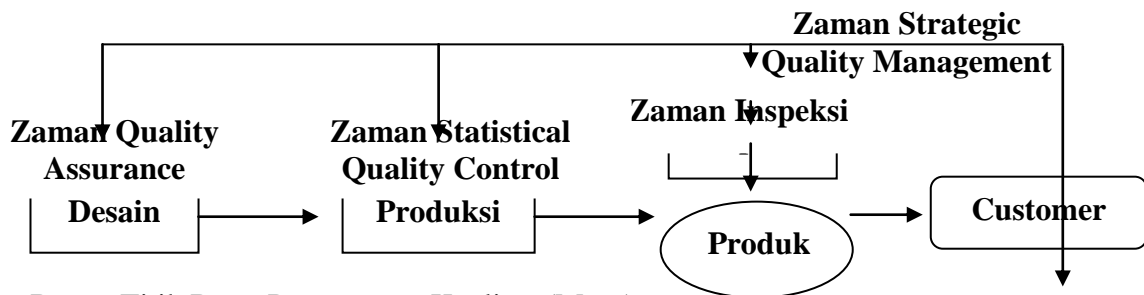 Zaman Strategic
Quality Management
Zaman Inspeksi
Zaman Quality
Assurance
Zaman Statistical
Quality Control
Desain
Produksi
Produk
Customer